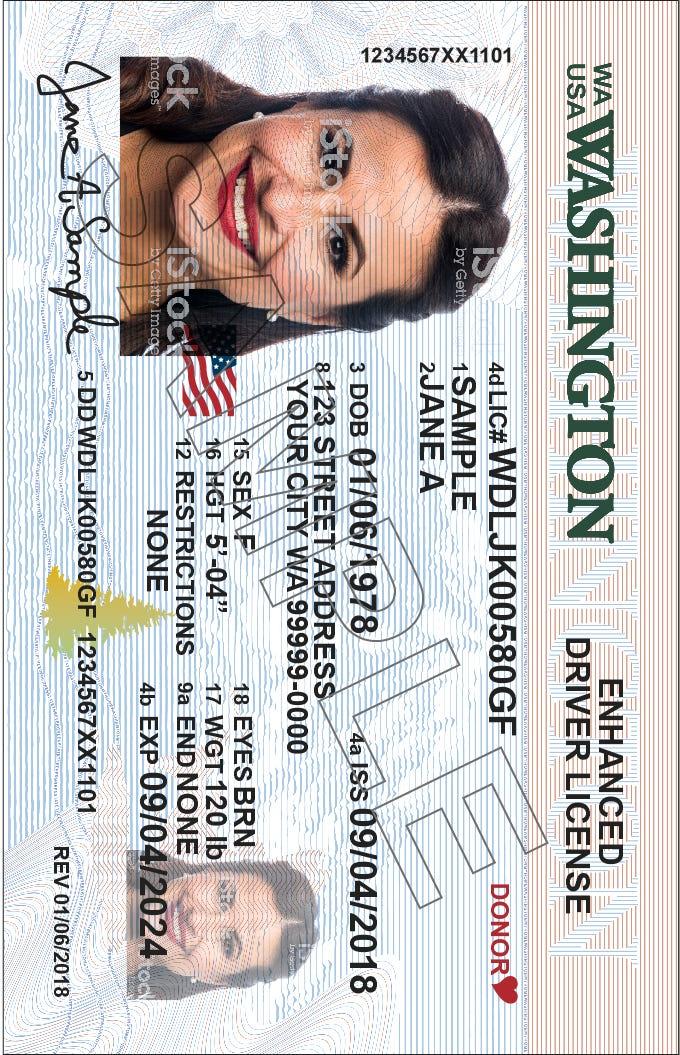 WA
USA
WASHINGTON
ENHANCED
DRIVER LICENSE
1234567XX1101
4d LIC# WDLJK00580GF
DONOR
1 SAMPLE
2 JANE A
3 DOB 01/06/1978
4a ISS 09/04/2018
8 123 STREET ADDRESS
YOUR CITY WA 99999-0000
15 SEX F
18 EYES BRN
16 HGT 5'-04"
17 WGT 120 lb
12 RESTRICTIONS
NONE
9a END NONE
4b EXP 09/04/2024
5 DD WDLJK00580GF 1234567XX1101
REV 01/06/2018
Jane A. Sample
SAMPLE
iStock
by Getty Images™